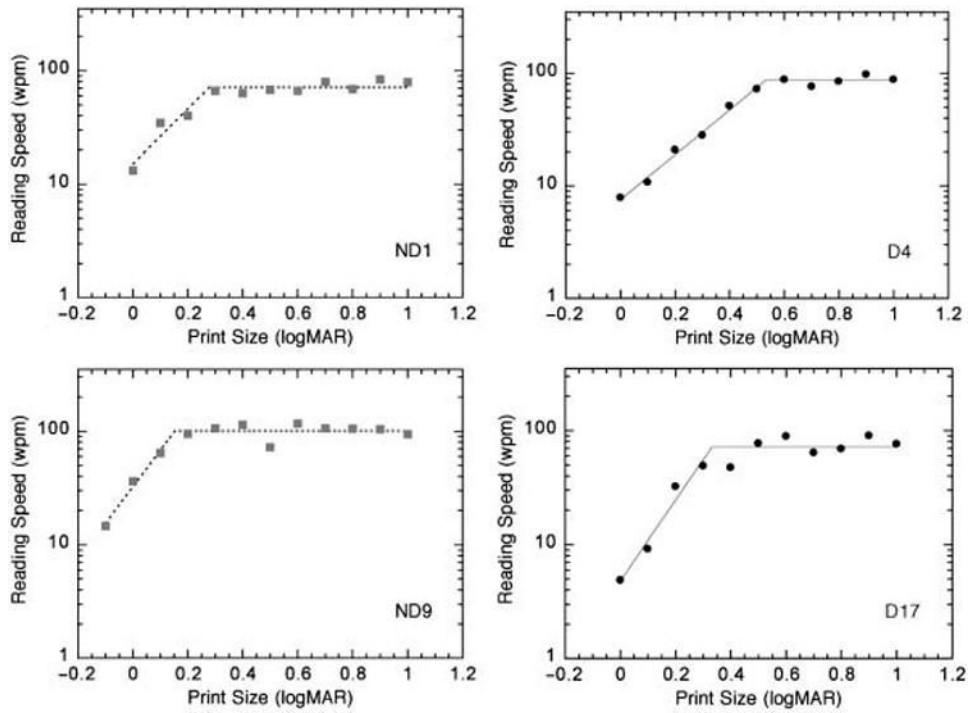 Reading Speed (wpm)
100
10
1
ND1
-0.2 0 0.2 0.4 0.6 0.8 1 1.2
Print Size (logMAR)
Reading Speed (wpm)
100
10
1
D4
-0.2 0 0.2 0.4 0.6 0.8 1 1.2
Print Size (logMAR)
Reading Speed (wpm)
100
10
1
ND9
-0.2 0 0.2 0.4 0.6 0.8 1 1.2
Print Size (logMAR)
Reading Speed (wpm)
100
10
1
D17
-0.2 0 0.2 0.4 0.6 0.8 1 1.2
Print Size (logMAR)